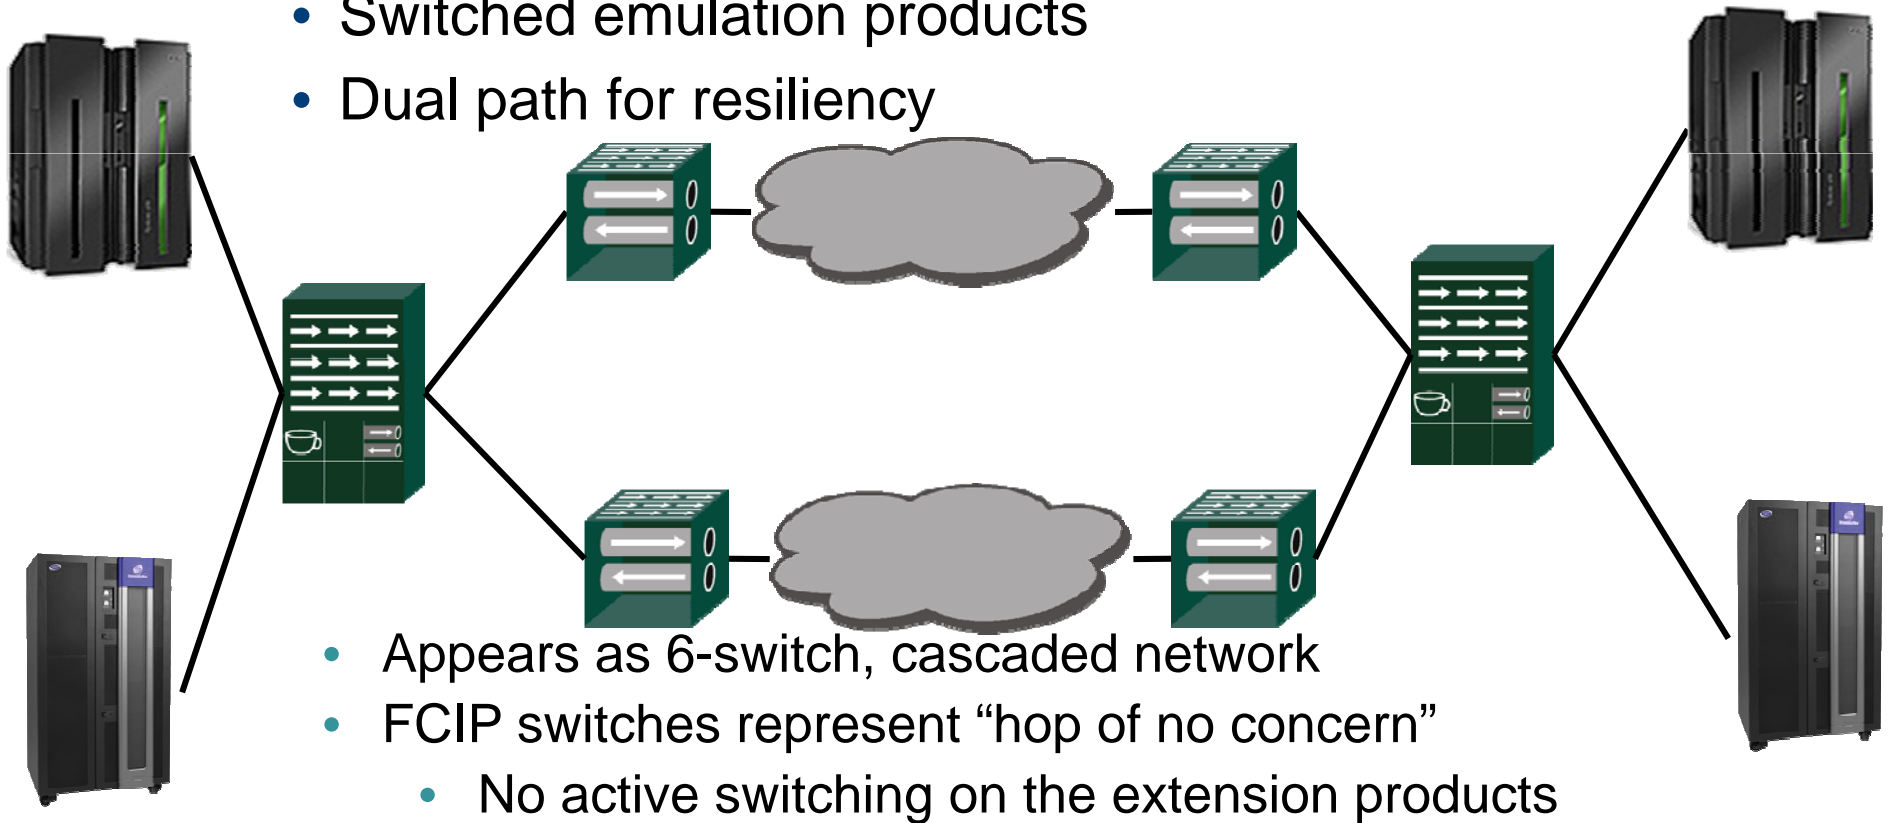 • Switched emulation products
• Dual path for resiliency
• Appears as 6-switch, cascaded network
• FCIP switches represent “hop of no concern”
• No active switching on the extension products